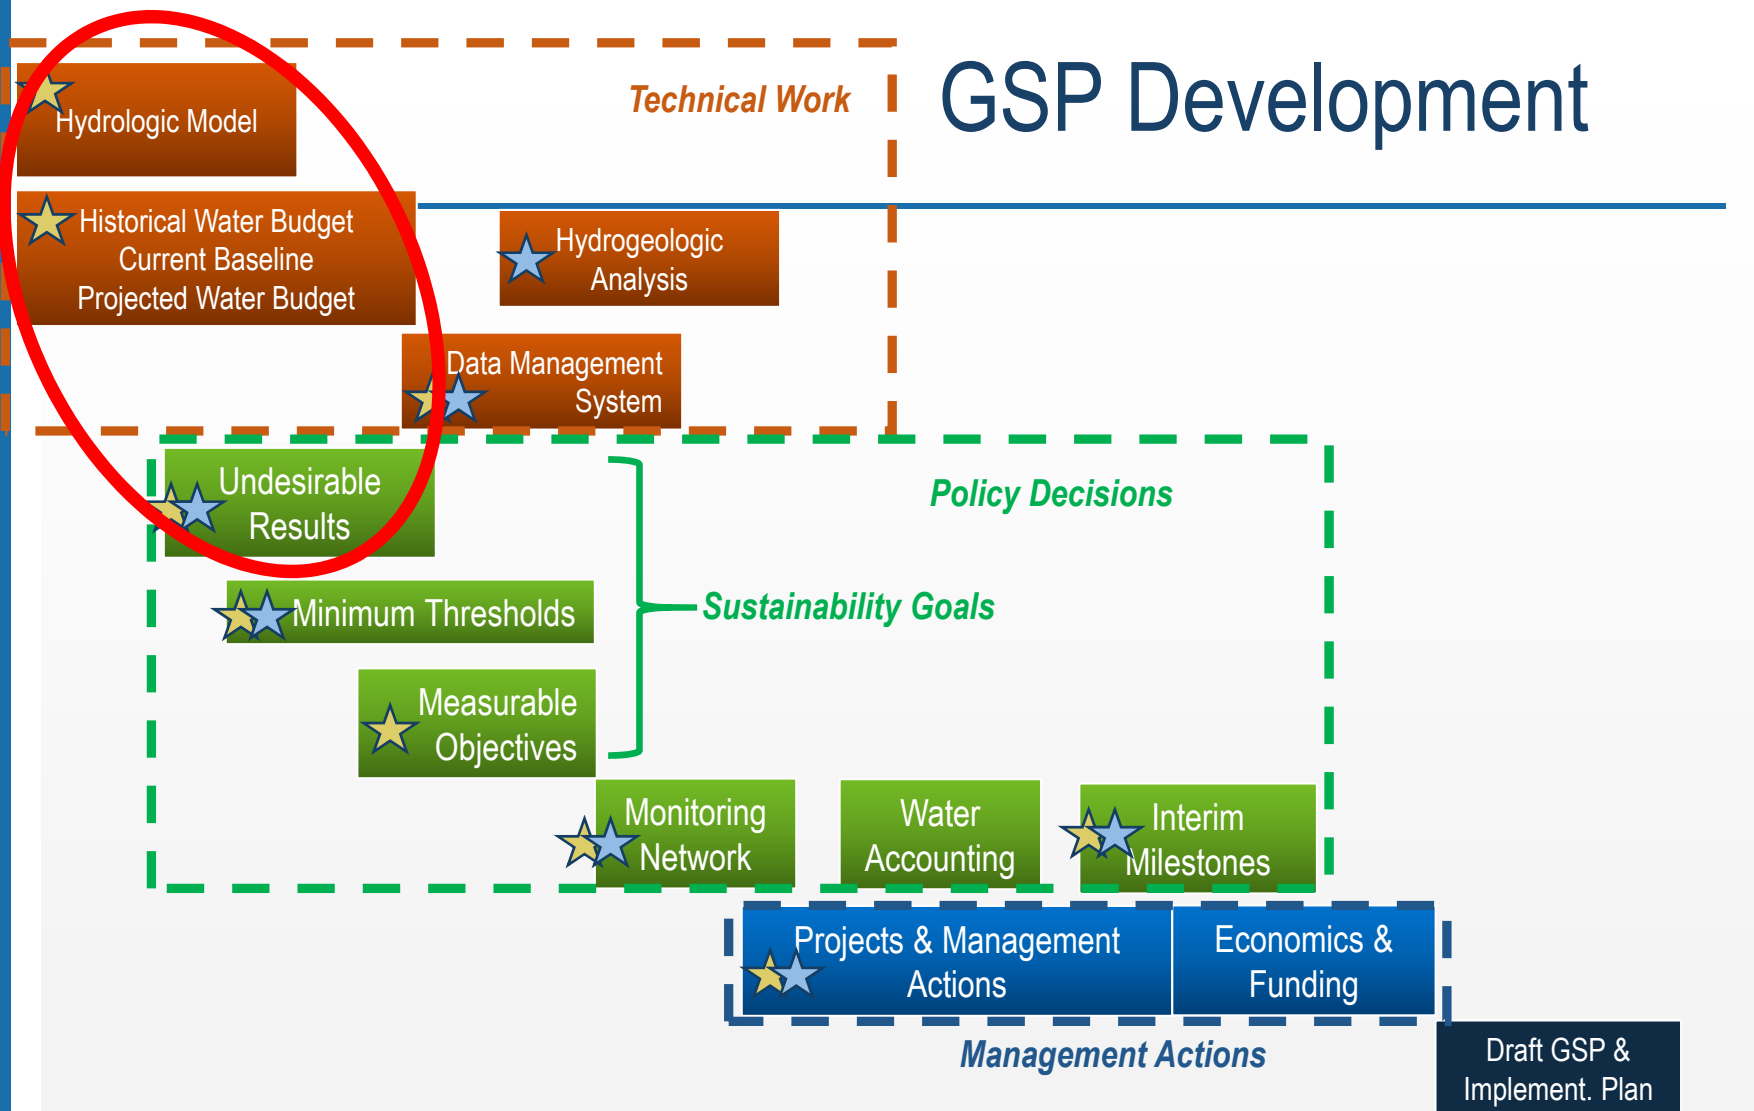 GSP Development
Technical Work
Hydrologic Model
Historical Water Budget
Current Baseline
Projected Water Budget
Hydrogeologic
Analysis
Data Management
System
Undesirable
Results
Policy Decisions
Minimum Thresholds
Sustainability Goals
Measurable
Objectives
Monitoring
Network
Water
Accounting
Interim
Milestones
Projects & Management
Actions
Economics &
Funding
Management Actions
Draft GSP &
Implement. Plan